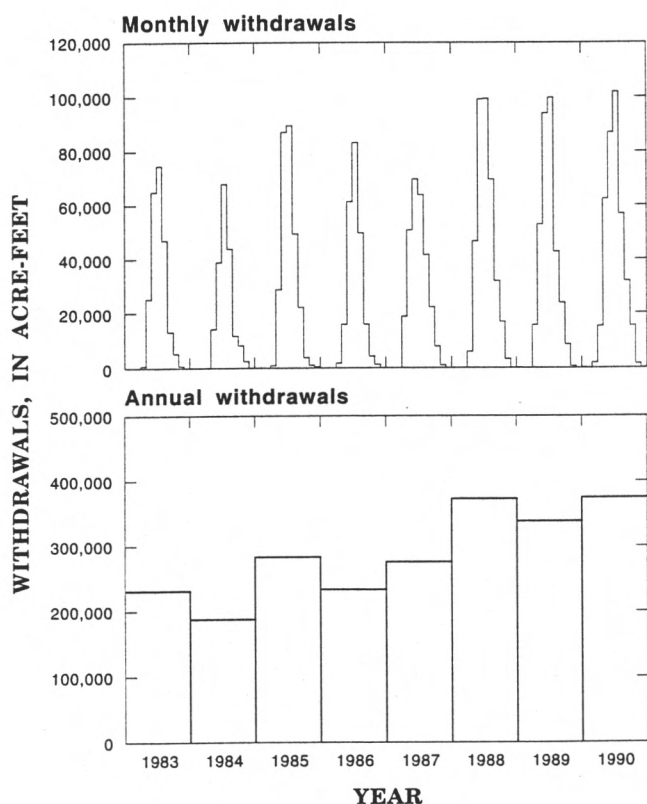 Monthly withdrawals
120,000
100,000
80,000
60,000
40,000
20,000
0
WITHDRAWALS, IN ACRE-FEET
Annual withdrawals
500,000
400,000
300,000
200,000
100,000
0
1983 1984 1985 1986 1987 1988 1989 1990
YEAR